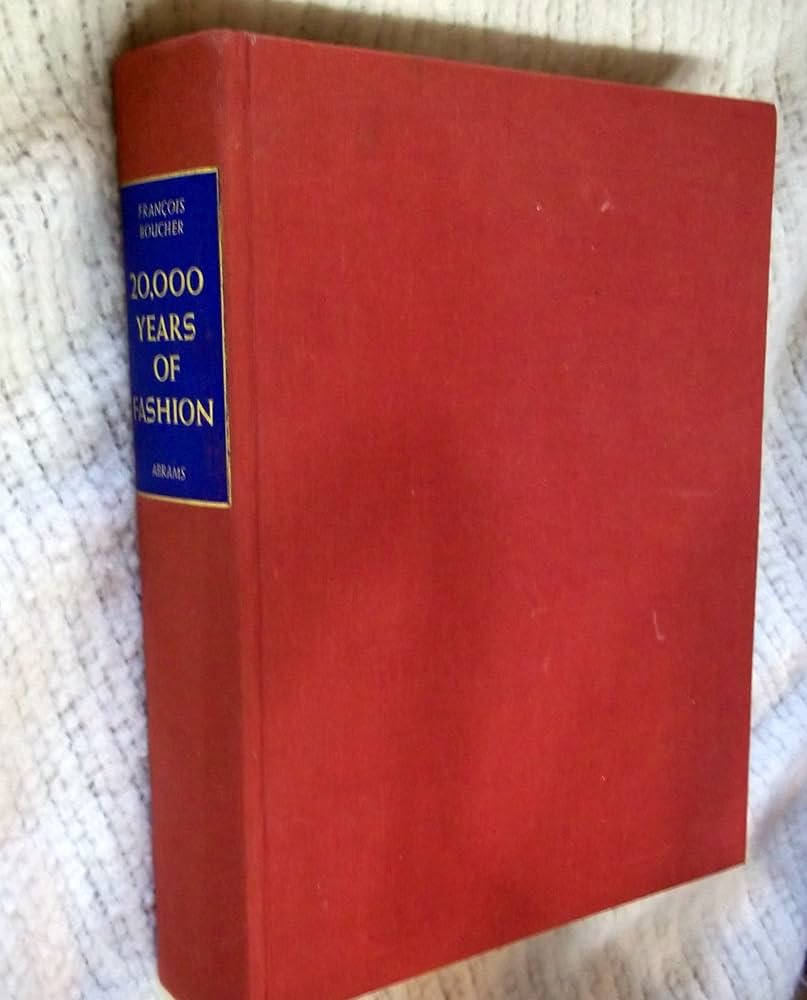 FRANÇOIS
BOUCHER
20,000
YEARS
OF
FASHION
ABRAMS